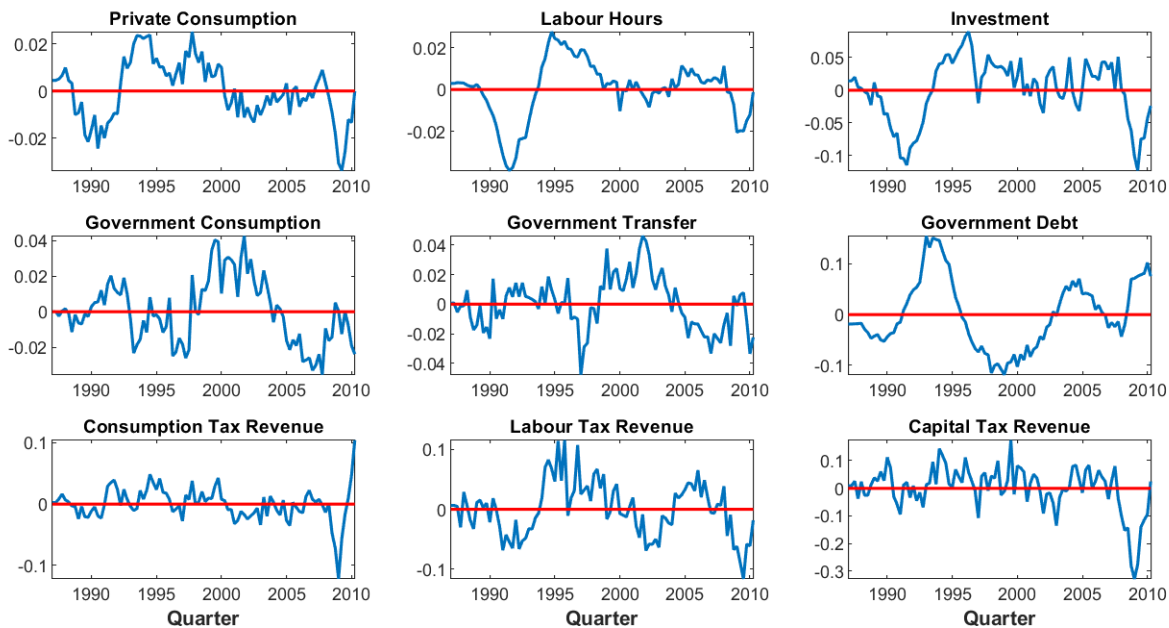 Private Consumption
0.02
0
-0.02
1990 1995 2000 2005 2010
Labour Hours
0.02
0
-0.02
1990 1995 2000 2005 2010
Investment
0.05
0
-0.05
-0.1
1990 1995 2000 2005 2010
Government Consumption
0.04
0.02
0
-0.02
1990 1995 2000 2005 2010
Government Transfer
0.04
0.02
0
-0.02
-0.04
1990 1995 2000 2005 2010
Government Debt
0.1
0
-0.1
1990 1995 2000 2005 2010
Consumption Tax Revenue
0.1
0
-0.1
1990 1995 2000 2005 2010
Quarter
Labour Tax Revenue
0.1
0
-0.1
1990 1995 2000 2005 2010
Quarter
Capital Tax Revenue
0.1
0
-0.1
-0.2
-0.3
1990 1995 2000 2005 2010
Quarter